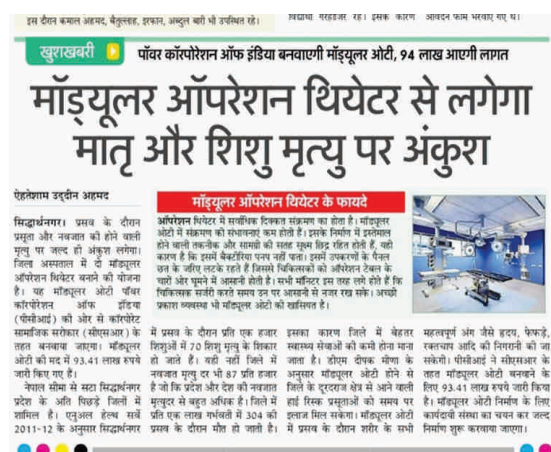 इस दौरान कमाल अहमद, बैतुल्लाह, इरफान, अब्दुल बारी भी उपस्थित रहे।
खुशखबरी
पॉवर कॉरपोरेशन ऑफ इंडिया बनवाएगी मॉड्यूलर ओटी, 94 लाख आएगी लागत
मॉड्यूलर ऑपरेशन थियेटर से लगेगा
मातृ और शिशु मृत्यु पर अंकुश
ऐहतेशाम उद्दीन अहमद
सिद्धार्थनगर। प्रसव के दौरान
प्रसूता और नवजात की होने वाली
मृत्यु पर जल्द ही अंकुश लगेगा।
जिला अस्पताल में दो मॉड्यूलर
ऑपरेशन थियेटर बनाने की योजना
है। यह मॉड्यूलर ओटी पॉवर
कॉरपोरेशन ऑफ इंडिया
(पीसीआई) की ओर से कॉरपोरेट
सामाजिक सरोकार (सीएसआर) के
तहत बनवाया जाएगा। मॉड्यूलर
ओटी की मद में 93.41 लाख रुपये
जारी किए गए हैं।
नेपाल सीमा से सटा सिद्धार्थनगर
प्रदेश के अति पिछड़े जिलों में
शामिल है। एनुअल हेल्थ सर्वे
2011-12 के अनुसार सिद्धार्थनगर
मॉड्यूलर ऑपरेशन थियेटर के फायदे
ऑपरेशन थियेटर में सर्वाधिक दिक्कत संक्रमण का होता है। मॉड्यूलर
ओटी में संक्रमण की संभावनाएं कम होती है। इसके निर्माण में इस्तेमाल
होने वाली तकनीक और सामग्री की सतह सूक्ष्म छिद्र रहित होती हैं, यही
कारण है कि इसमें बैक्टीरिया पनप नहीं पाता। इसमें उपकरणों के पैनल
छत के जरिए लटके रहते हैं जिससे चिकित्सकों को ऑपरेशन टेबल के
चारों ओर घूमने में आसानी होती है। सभी मॉनिटर इस तरह लगे होते हैं कि
चिकित्सक सर्जरी करते समय उन पर आसानी से नजर रख सकें। अच्छी
प्रकाश व्यवस्था भी मॉड्यूलर ओटी की खासियत है।
में प्रसव के दौरान प्रति एक हजार
शिशुओं में 70 शिशु मृत्यु के शिकार
हो जाते हैं। यही नहीं जिले में
नवजात मृत्यु दर भी 87 प्रति हजार
है जो कि प्रदेश और देश की नवजात
मृत्युदर से बहुत अधिक है। जिले में
प्रति एक लाख गर्भवती में 304 की
प्रसव के दौरान मौत हो जाती है।
इसका कारण जिले में बेहतर
स्वास्थ्य सेवाओं की कमी होना माना
जाता है। डीएम दीपक मीणा के
अनुसार मॉड्यूलर ओटी होने से
जिले के दूरदराज क्षेत्र से आने वाली
हाई रिस्क प्रसूताओं को समय पर
इलाज मिल सकेगा। मॉड्यूलर ओटी
में प्रसव के दौरान शरीर के सभी
महत्वपूर्ण अंग जैसे हृदय, फेफड़े,
रक्तचाप आदि की निगरानी की जा
सकेगी। पीसीआई ने सीएसआर के
तहत मॉड्यूलर ओटी बनवाने के
लिए 93.41 लाख रुपये जारी किया
है। मॉड्यूलर ओटी निर्माण के लिए
कार्यदायी संस्था का चयन कर जल्द
निर्माण शुरू करवाया जाएगा।